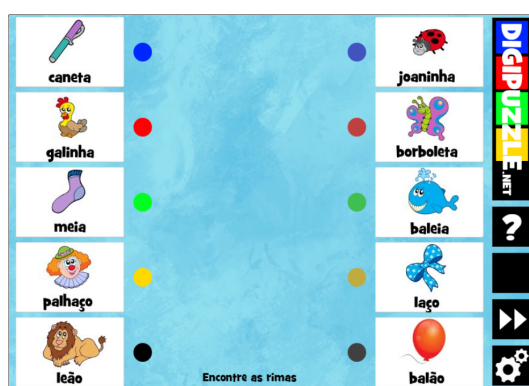 caneta
joaninha
galinha
borboleta
meia
baleia
palhaço
laço
leão
balão
Encontre as rimas
DIGIPUZZLE.NET
?